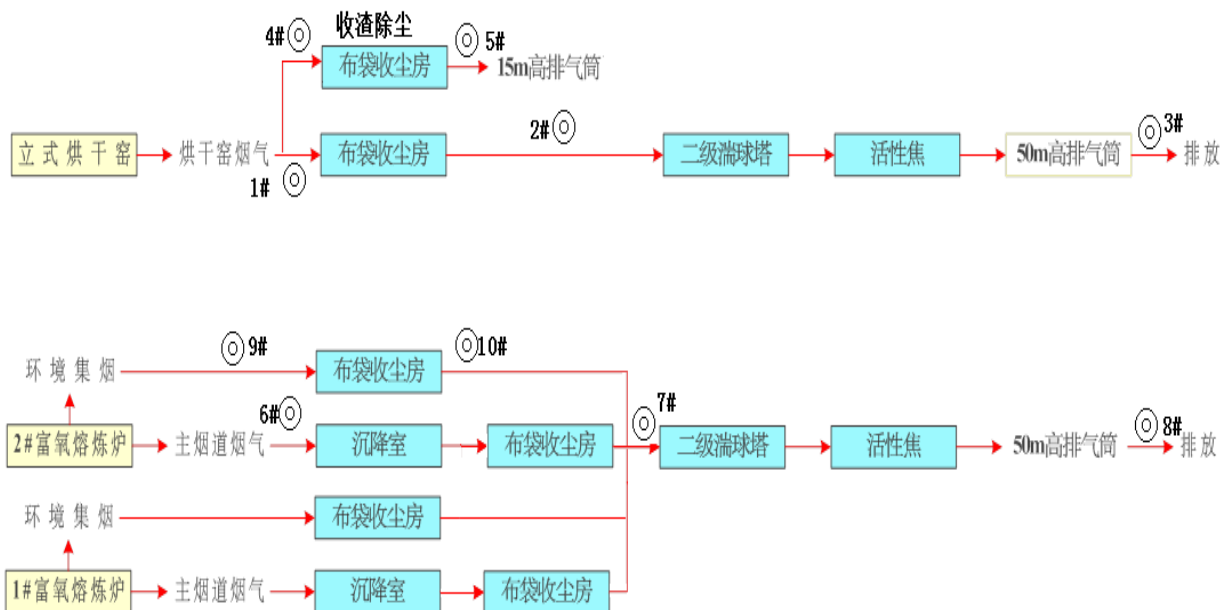 4#
收渣除尘
5#
布袋收尘房
15m高排气筒
2#
3#
立式烘干窑
烘干窑烟气
布袋收尘房
二级湍球塔
活性焦
50m高排气筒
排放
1#
9#
10#
环境集烟
布袋收尘房
6#
7#
8#
2#富氧熔炼炉
主烟道烟气
沉降室
布袋收尘房
二级湍球塔
活性焦
50m高排气筒
排放
环境集烟
布袋收尘房
1#富氧熔炼炉
主烟道烟气
沉降室
布袋收尘房